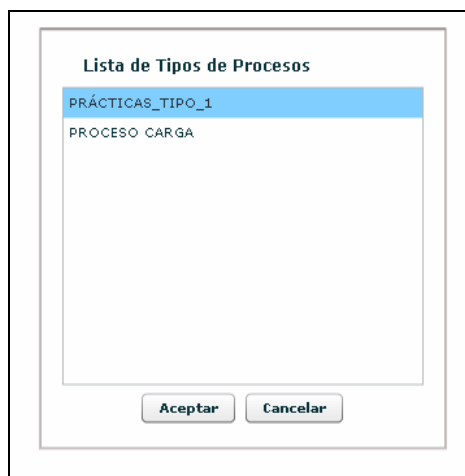 Lista de Tipos de Procesos
PRÁCTICAS_TIPO_1
PROCESO CARGA
Aceptar Cancelar